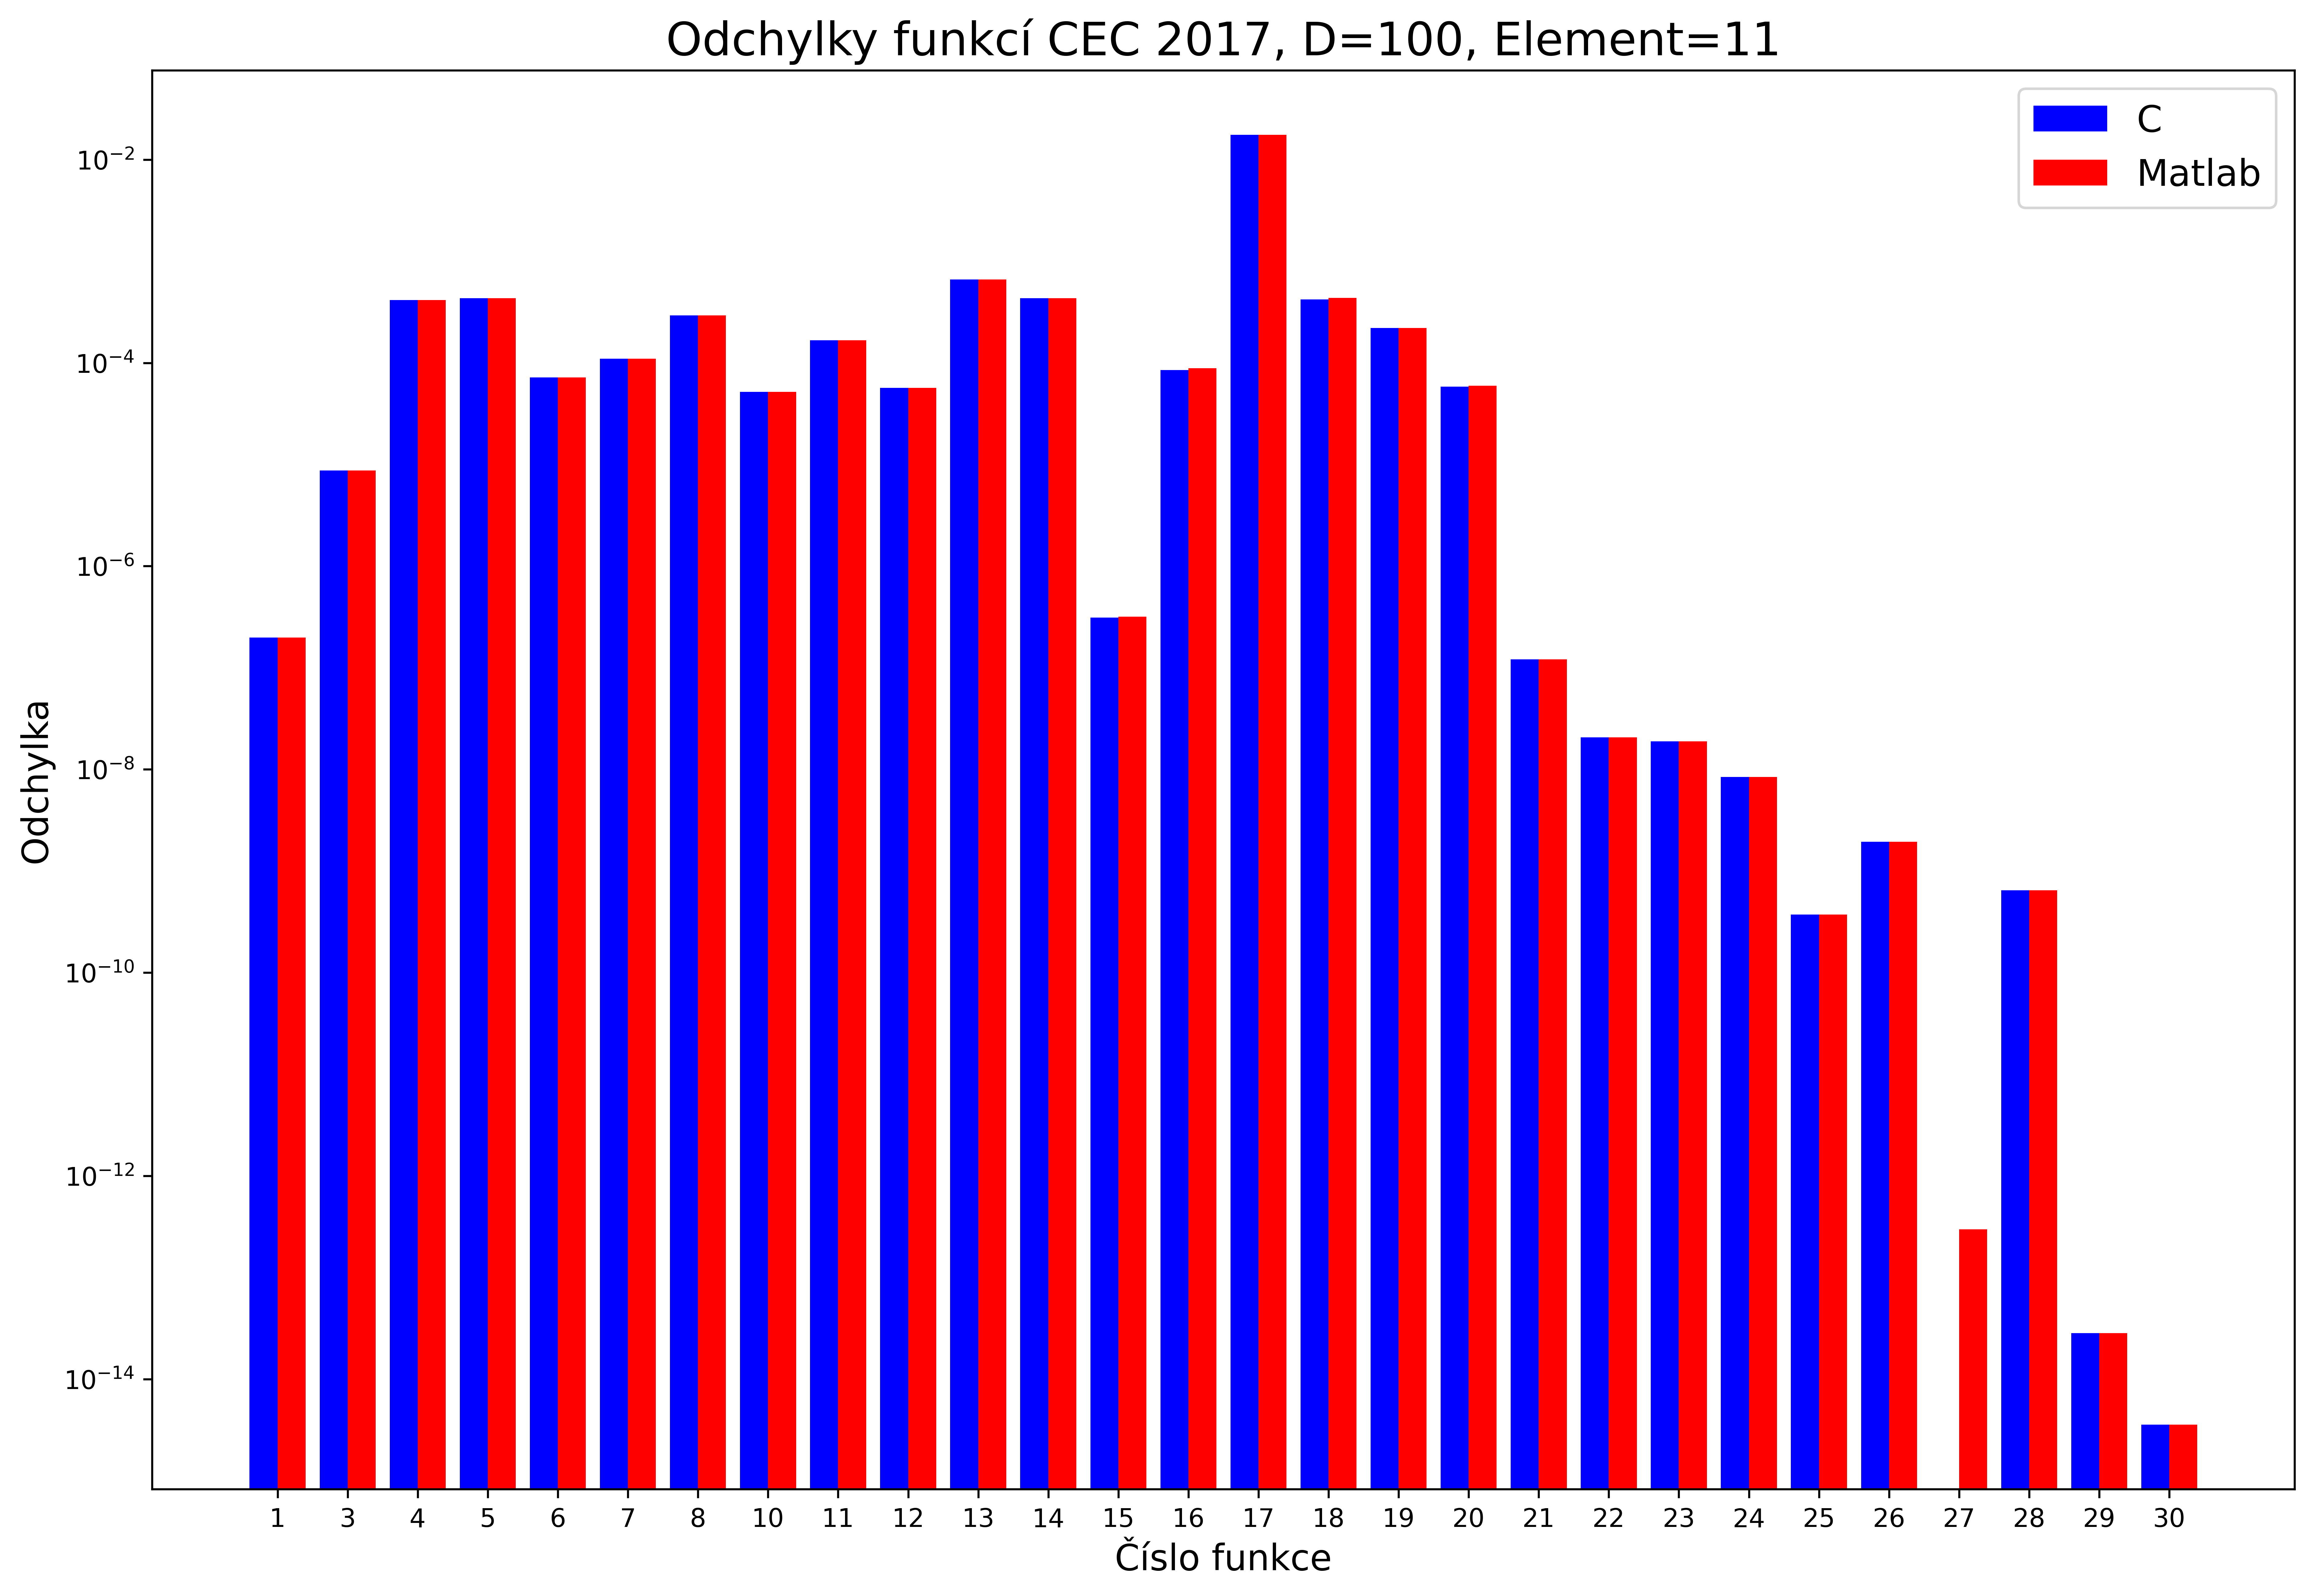 Odchylky funkcí CEC 2017, D=100, Element=11
C
Matlab
10⁻²
10⁻⁴
10⁻⁶
10⁻⁸
10⁻¹⁰
10⁻¹²
10⁻¹⁴
Odchylka
1 3 4 5 6 7 8 10 11 12 13 14 15 16 17 18 19 20 21 22 23 24 25 26 27 28 29 30
Číslo funkce